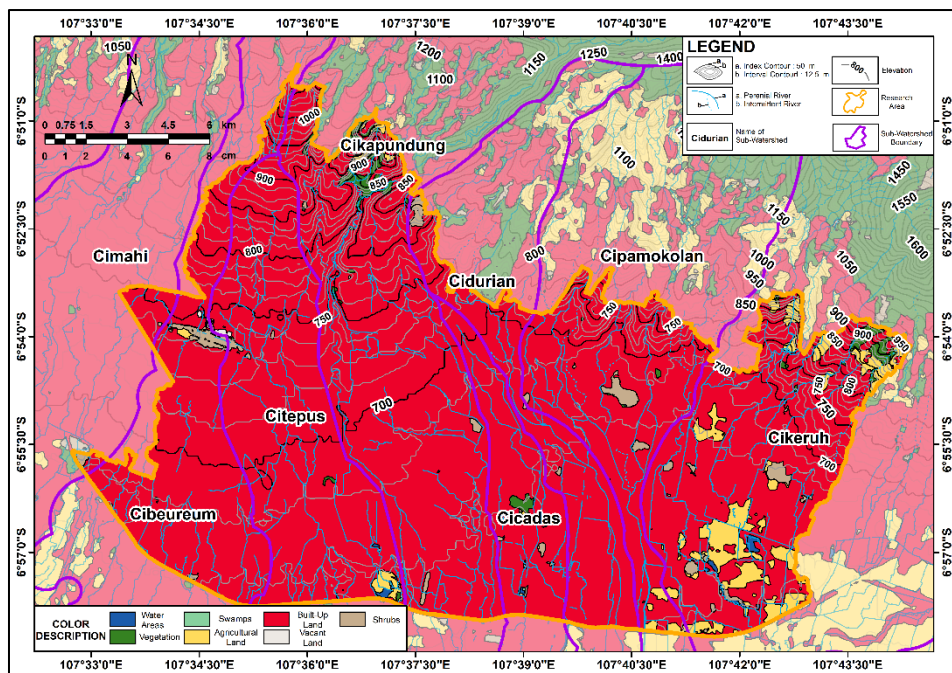 107°33'0"E 107°34'30"E 107°36'0"E 107°37'30"E 107°39'0"E 107°40'30"E 107°42'0"E 107°43'30"E
1050
N
0 0.75 1.5 3 4.5 6 km
0 1 2 4 6 8 cm
1200
1100
1150
1250
1400
LEGEND
a. Index Contour : 50 m
b. Interval Contourd : 12.5 m
a. Perenial River
b. Intermittent River
Cidurian
Name of
Sub-Watershed
800
Elevation
Research
Area
Sub-Watershed
Boundary
6°51'0"S
6°51'0"S
1000
Cikapundung
900
850
850
900
1100
1450
1550
1150
1600
6°52'30"S
6°52'30"S
Cimahi
800
800
Cipamokolan
1000
1050
950
Cidurian
850
900
750
750
750
850
900
950
6°54'0"S
6°54'0"S
700
800
750
750
Citepus
700
Cikeruh
700
6°55'30"S
6°55'30"S
Cibeureum
Cicadas
6°57'0"S
6°57'0"S
COLOR
DESCRIPTION
Water
Areas
Vegetation
Swamps
Agricultural
Land
Built-Up
Land
Vacant
Land
Shrubs
107°33'0"E 107°34'30"E 107°36'0"E 107°37'30"E 107°39'0"E 107°40'30"E 107°42'0"E 107°43'30"E